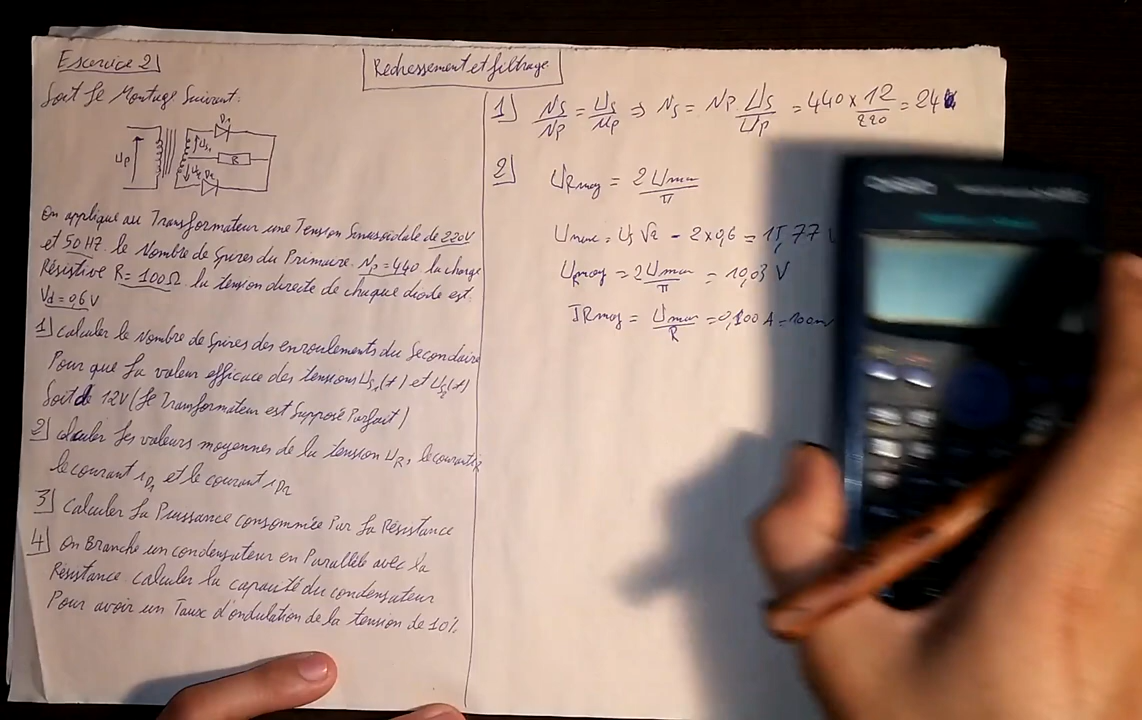 Exercice 2
Redressement et filtrage
Soit le Montage Suivant:
D1
Up
Us1
R
Us2
D2
On applique au Transformateur une Tension Sinusoïdale de 220V
et 50 HZ. le Nombre de Spires du Primaire. Np = 440 la charge
Résistive R = 100Ω la tension directe de chaque diode est.
Vd = 0,6 V
1) calculer le Nombre de Spires des enroulements du Secondaire
Pour que la valeur efficace des tensions Us1(t) et Us2(t)
Soit de 12V (le Transformateur est Supposé Parfait)
2) calculer les valeurs moyennes de la tension UR, le courant iR
le courant iD1 et le courant iD2
3) Calculer la Puissance consommée Par la Résistance
4) On Branche un condensateur en Parallèle avec la
Résistance calculer la capacité du condensateur
Pour avoir un Taux d'ondulation de la tension de 10%
1) Ns/Np = Us/Up ⇒ Ns = Np · Us/Up = 440 × 12/220 = 24
2) URmoy = 2Umax/π
Umax = Us√2 - 2×0,6 = 15,77 V
URmoy = 2Umax/π = 10,03 V
IRmoy = Umax/R = 0,100 A = 100m